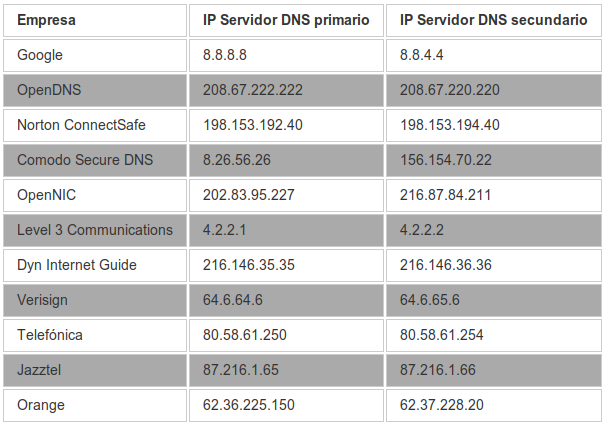 Empresa IP Servidor DNS primario IP Servidor DNS secundario
Google 8.8.8.8 8.8.4.4
OpenDNS 208.67.222.222 208.67.220.220
Norton ConnectSafe 198.153.192.40 198.153.194.40
Comodo Secure DNS 8.26.56.26 156.154.70.22
OpenNIC 202.83.95.227 216.87.84.211
Level 3 Communications 4.2.2.1 4.2.2.2
Dyn Internet Guide 216.146.35.35 216.146.36.36
Verisign 64.6.64.6 64.6.65.6
Telefónica 80.58.61.250 80.58.61.254
Jazztel 87.216.1.65 87.216.1.66
Orange 62.36.225.150 62.37.228.20